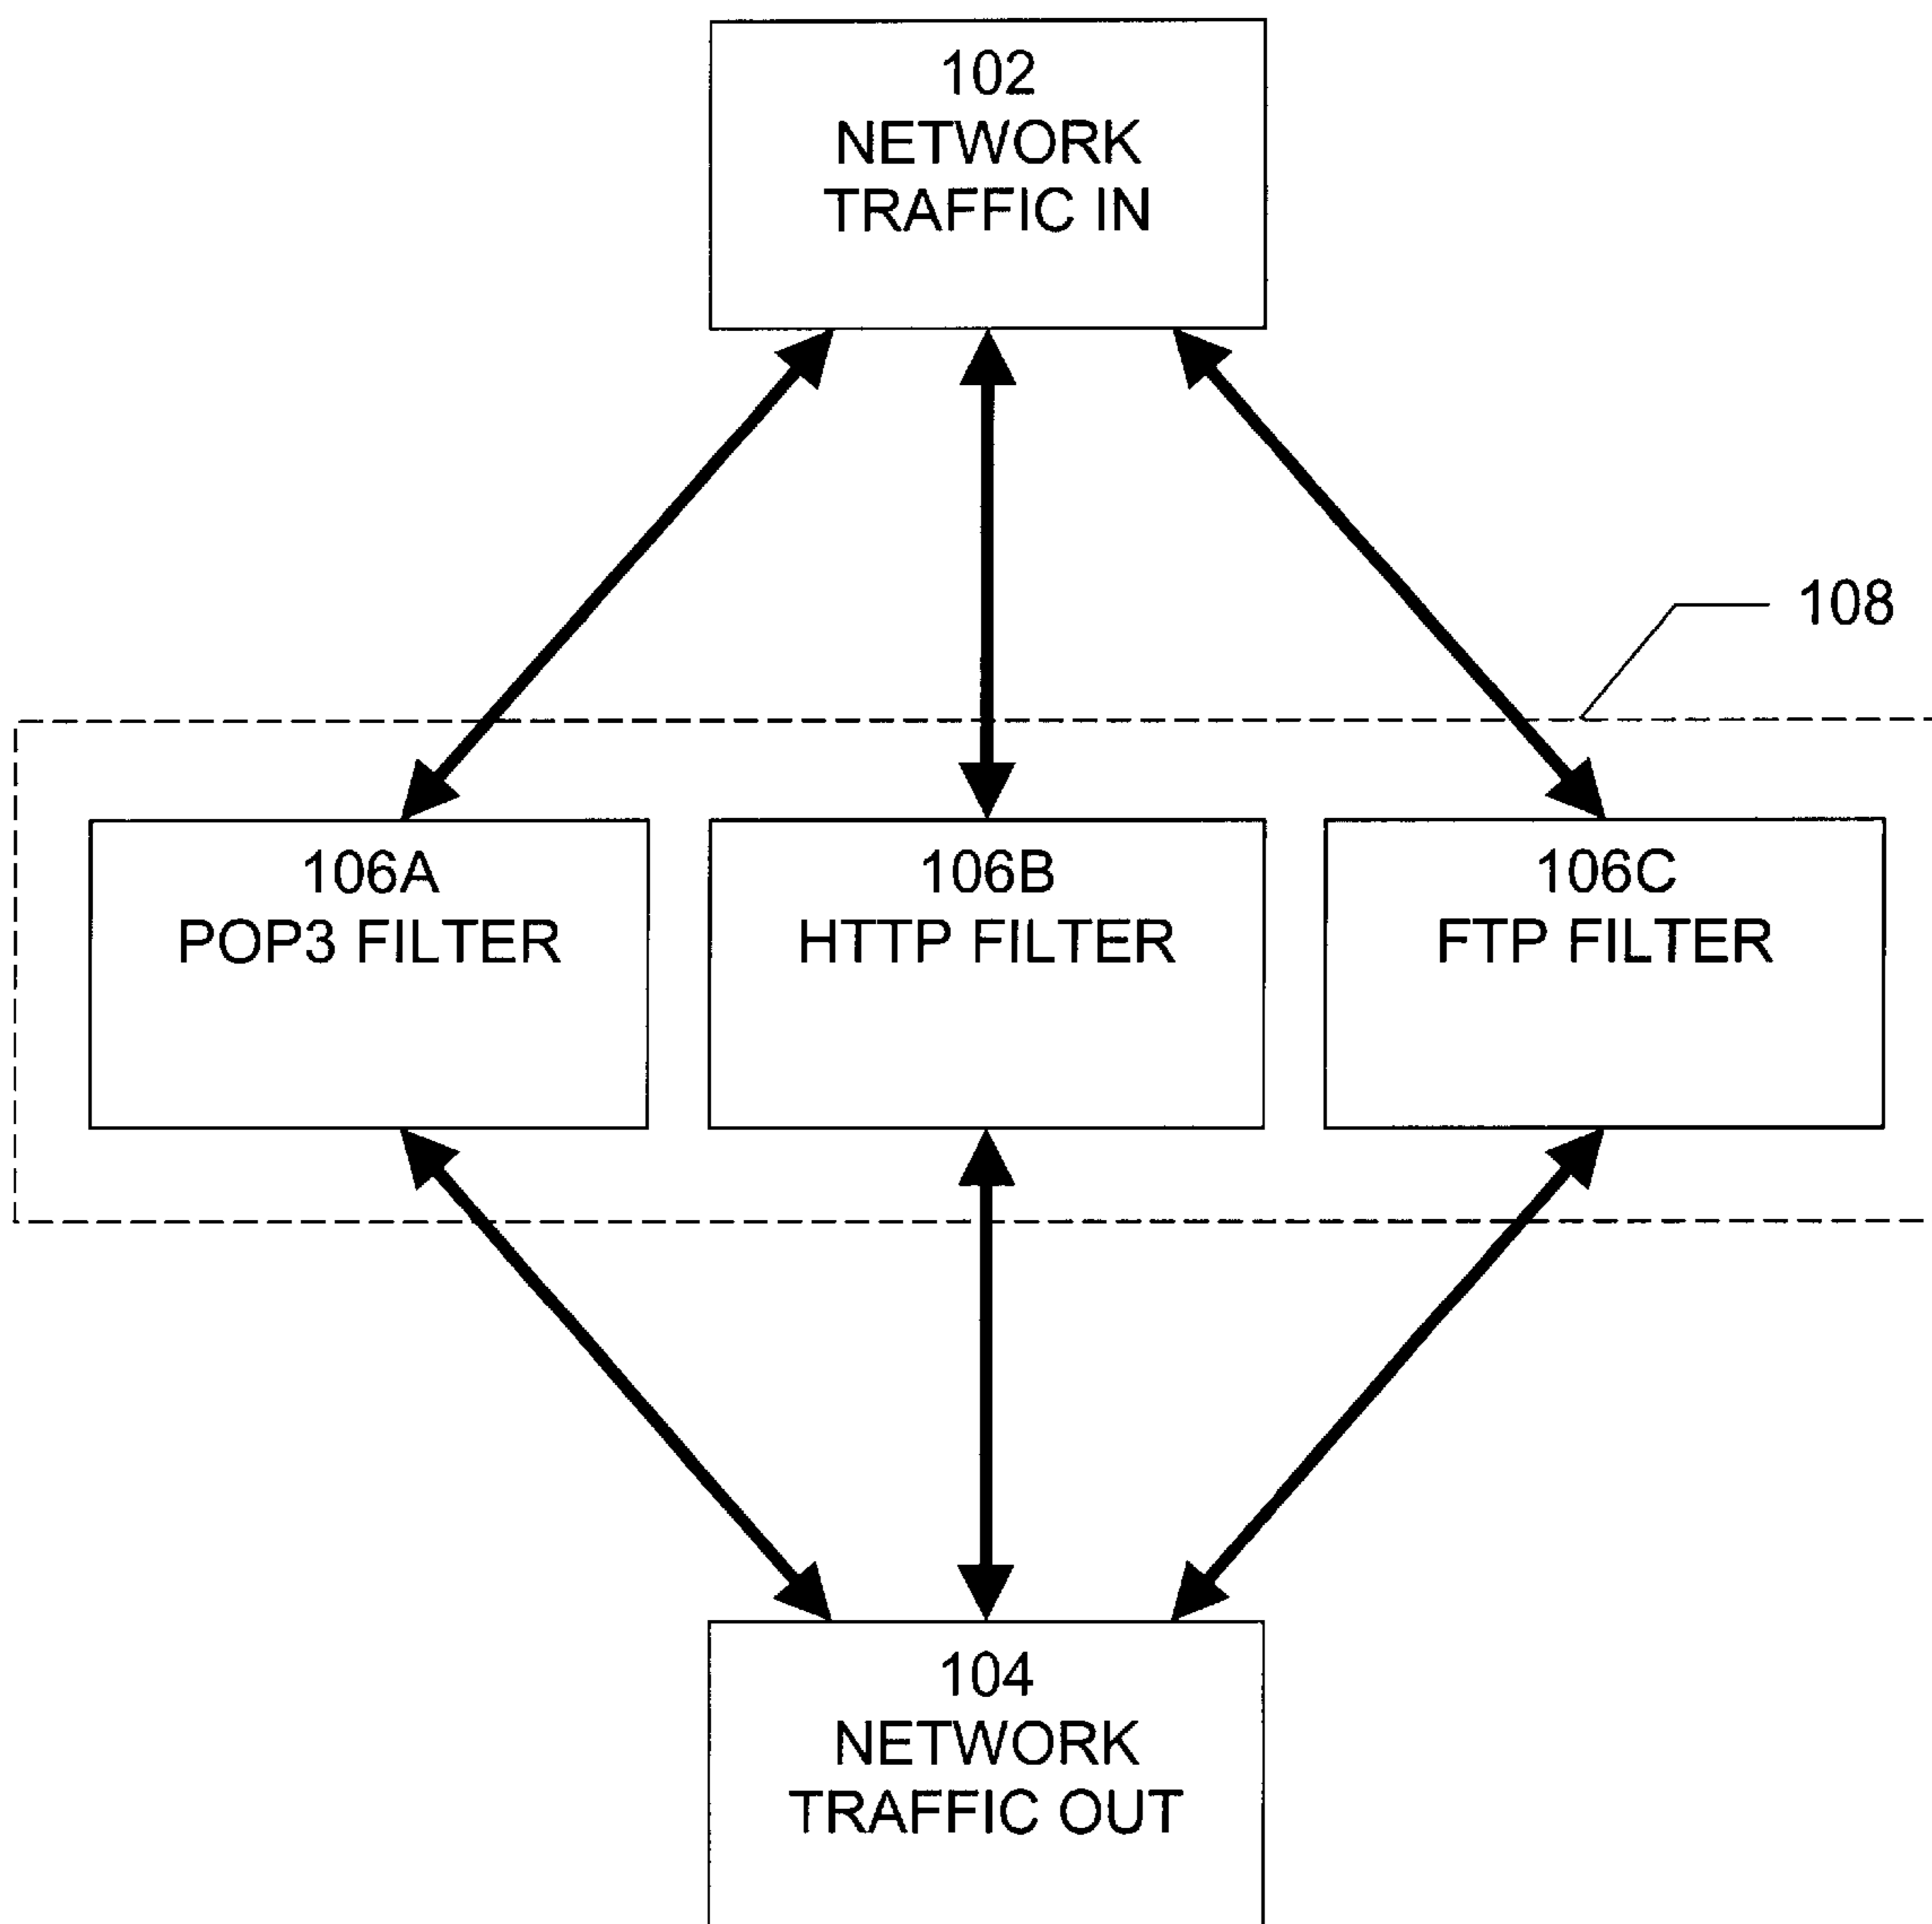 102
NETWORK
TRAFFIC IN
108
106A
POP3 FILTER
106B
HTTP FILTER
106C
FTP FILTER
104
NETWORK
TRAFFIC OUT